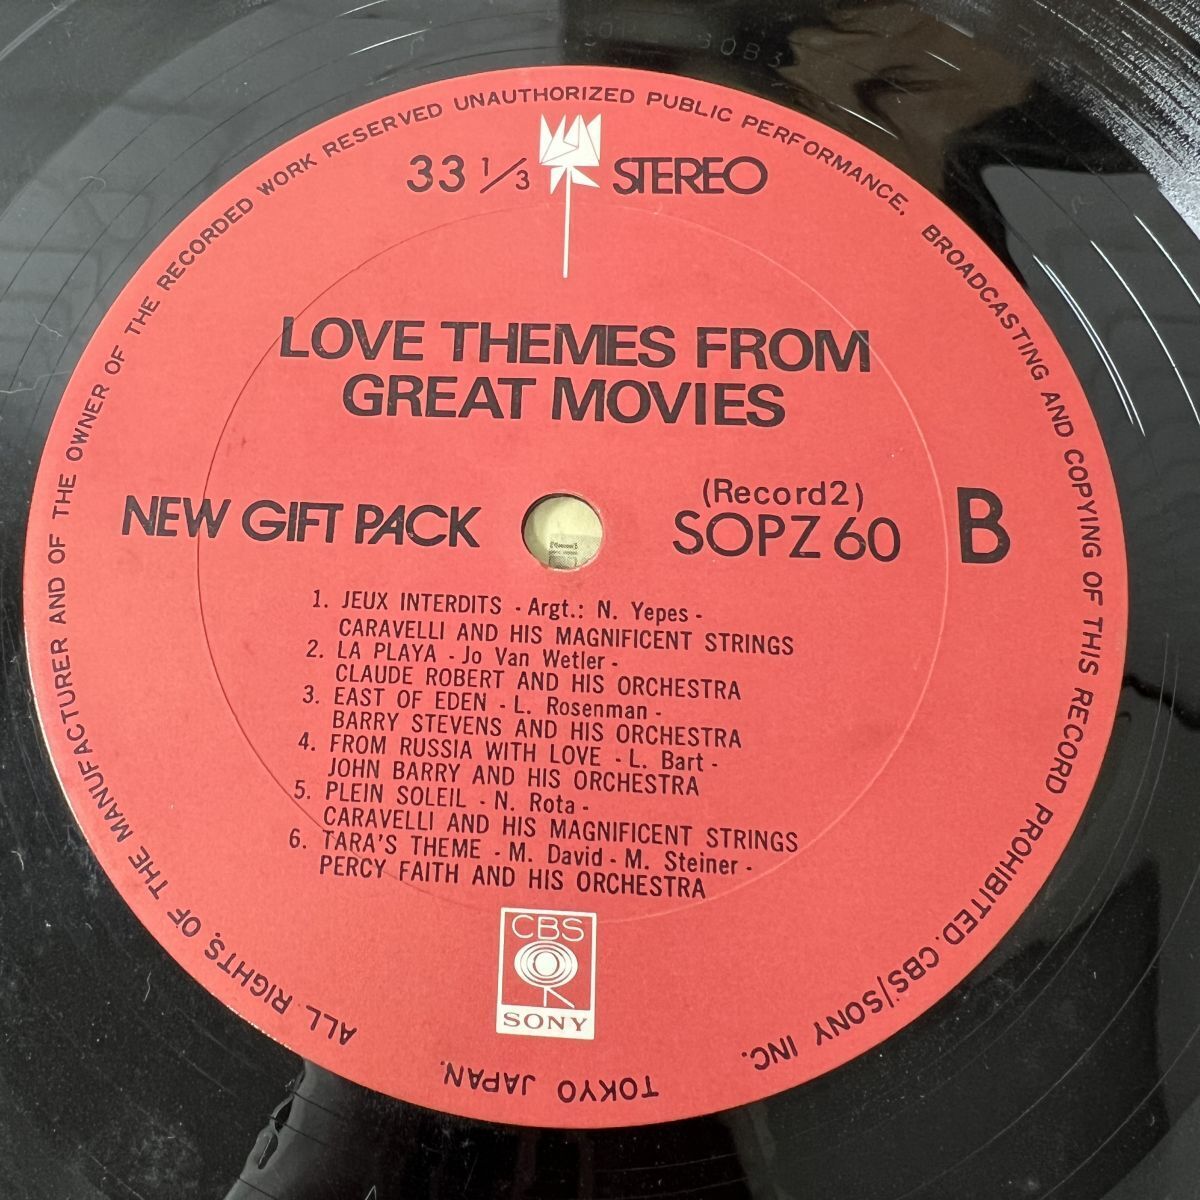 ALL RIGHTS, OF THE MANUFACTURER AND OF THE OWNER OF THE RECORDED WORK RESERVED UNAUTHORIZED PUBLIC PERFORMANCE, BROADCASTING AND COPYING OF THIS RECORD PROHIBITED. CBS/SONY INC.
TOKYO JAPAN.
33 1/3 STEREO
LOVE THEMES FROM
GREAT MOVIES
NEW GIFT PACK
(Record2)
SOPZ 60
B
1. JEUX INTERDITS - Argt.: N. Yepes -
CARAVELLI AND HIS MAGNIFICENT STRINGS
2. LA PLAYA - Jo Van Wetler -
CLAUDE ROBERT AND HIS ORCHESTRA
3. EAST OF EDEN - L. Rosenman -
BARRY STEVENS AND HIS ORCHESTRA
4. FROM RUSSIA WITH LOVE - L. Bart -
JOHN BARRY AND HIS ORCHESTRA
5. PLEIN SOLEIL - N. Rota -
CARAVELLI AND HIS MAGNIFICENT STRINGS
6. TARA'S THEME - M. David - M. Steiner -
PERCY FAITH AND HIS ORCHESTRA
CBS
SONY